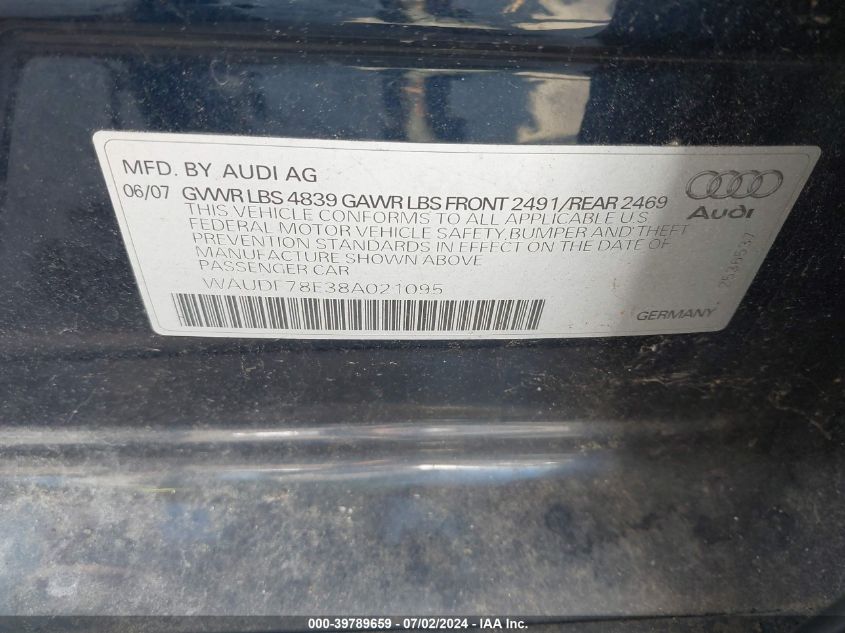 MFD. BY AUDI AG
06/07 GVWR LBS 4839 GAWR LBS FRONT 2491/REAR 2469
THIS VEHICLE CONFORMS TO ALL APPLICABLE U.S
FEDERAL MOTOR VEHICLE SAFETY,BUMPER AND THEFT
PREVENTION STANDARDS IN EFFECT ON THE DATE OF
MANUFACTURE SHOWN ABOVE
PASSENGER CAR
WAUDF78E38A021095
Audi
2530537
GERMANY
000-39789659 - 07/02/2024 - IAA Inc.